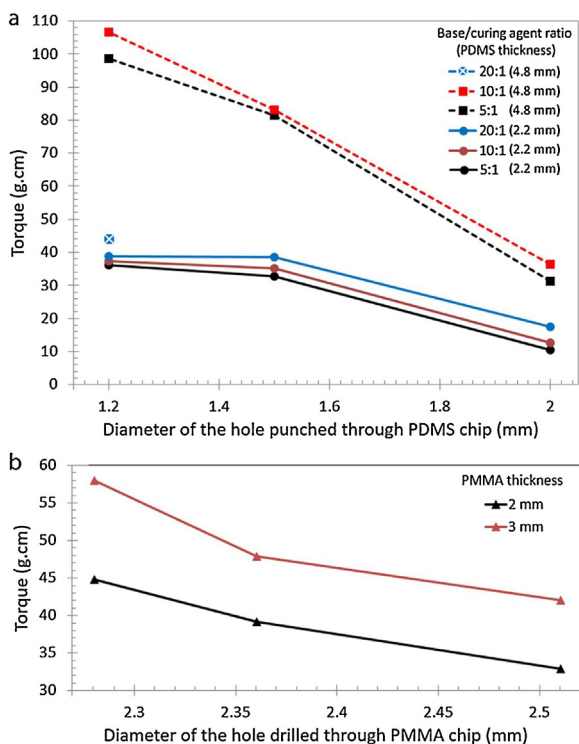 a
Base/curing agent ratio
(PDMS thickness)
20:1 (4.8 mm)
10:1 (4.8 mm)
5:1 (4.8 mm)
20:1 (2.2 mm)
10:1 (2.2 mm)
5:1 (2.2 mm)
Torque (g.cm)
110
100
90
80
70
60
50
40
30
20
10
0
1.2 1.4 1.6 1.8 2
Diameter of the hole punched through PDMS chip (mm)
b
PMMA thickness
2 mm
3 mm
Torque (g.cm)
60
55
50
45
40
35
30
2.3 2.35 2.4 2.45 2.5
Diameter of the hole drilled through PMMA chip (mm)